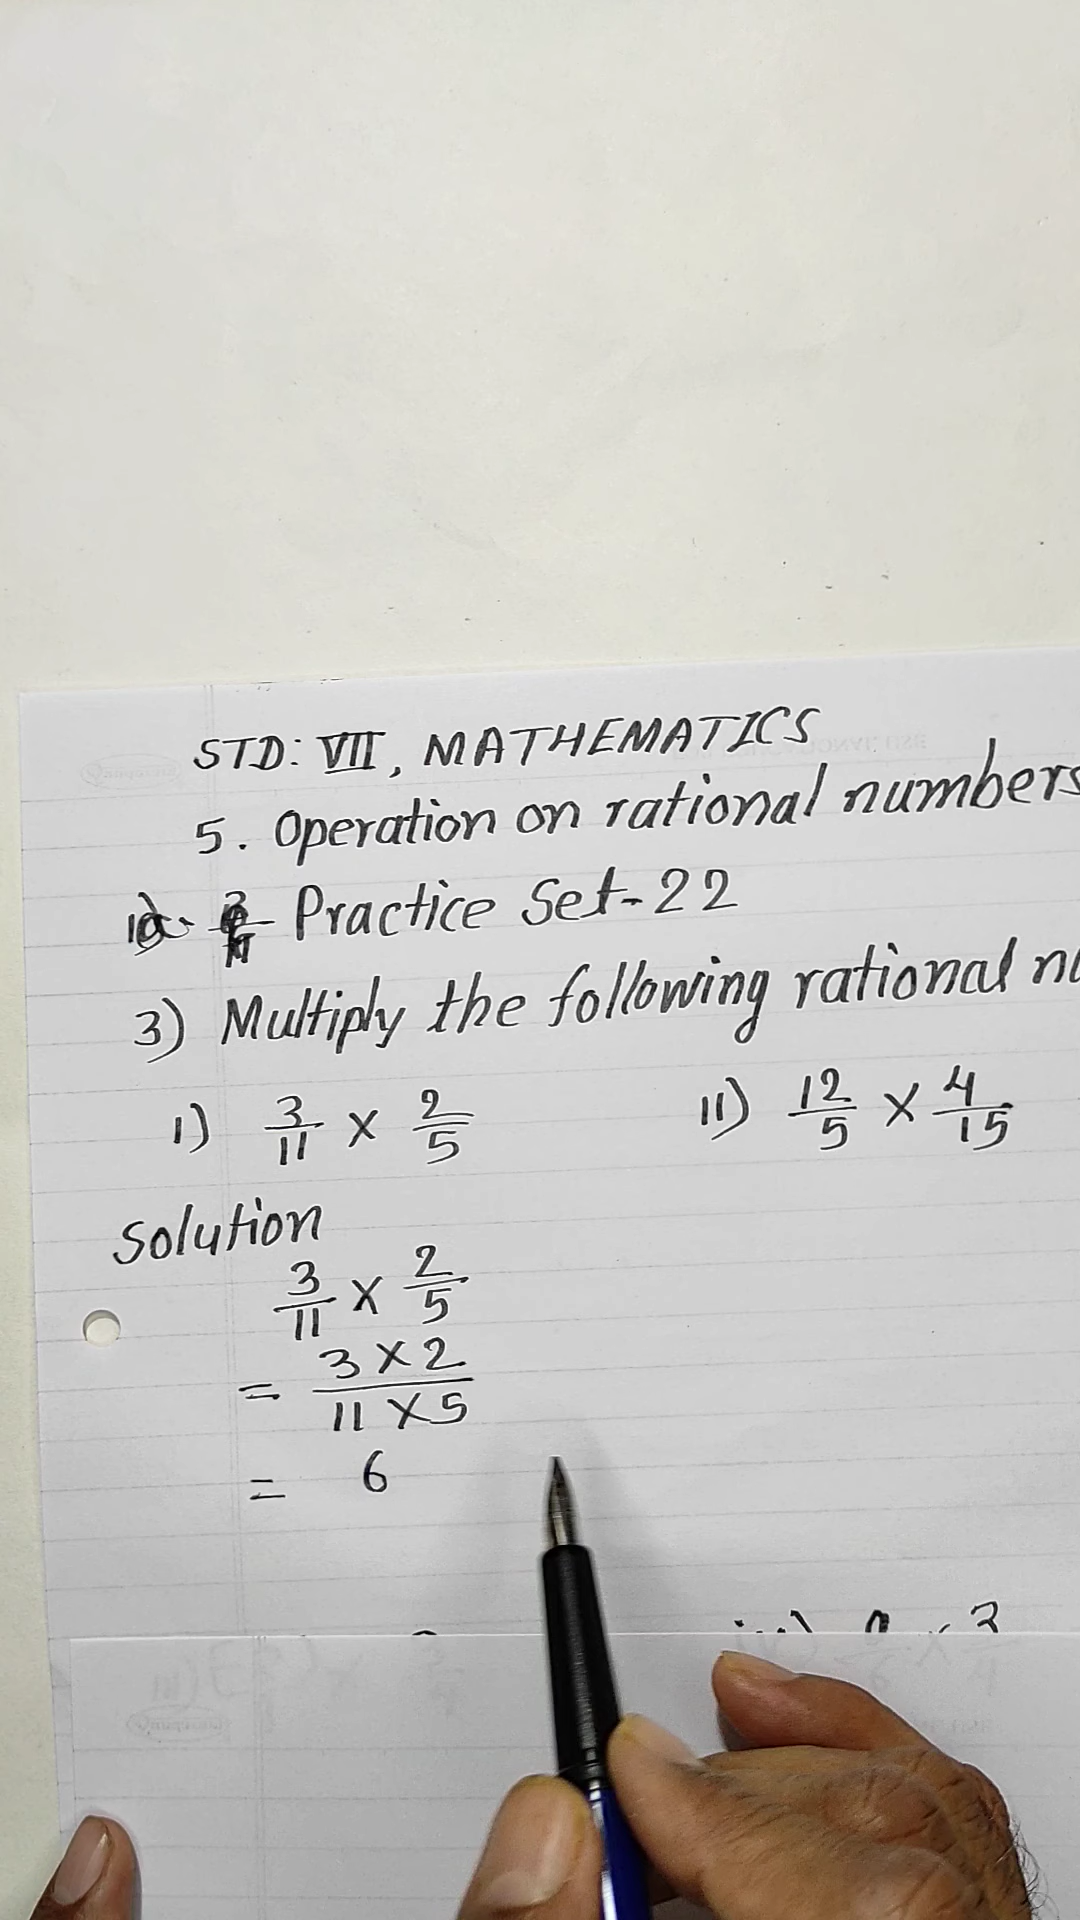 STD: VII, MATHEMATICS
5. Operation on rational numbers
Practice Set-22
3) Multiply the following rational
i) 3/11 × 2/5 ii) 12/5 × 4/15
Solution
3/11 × 2/5
= 3×2/11×5
= 6